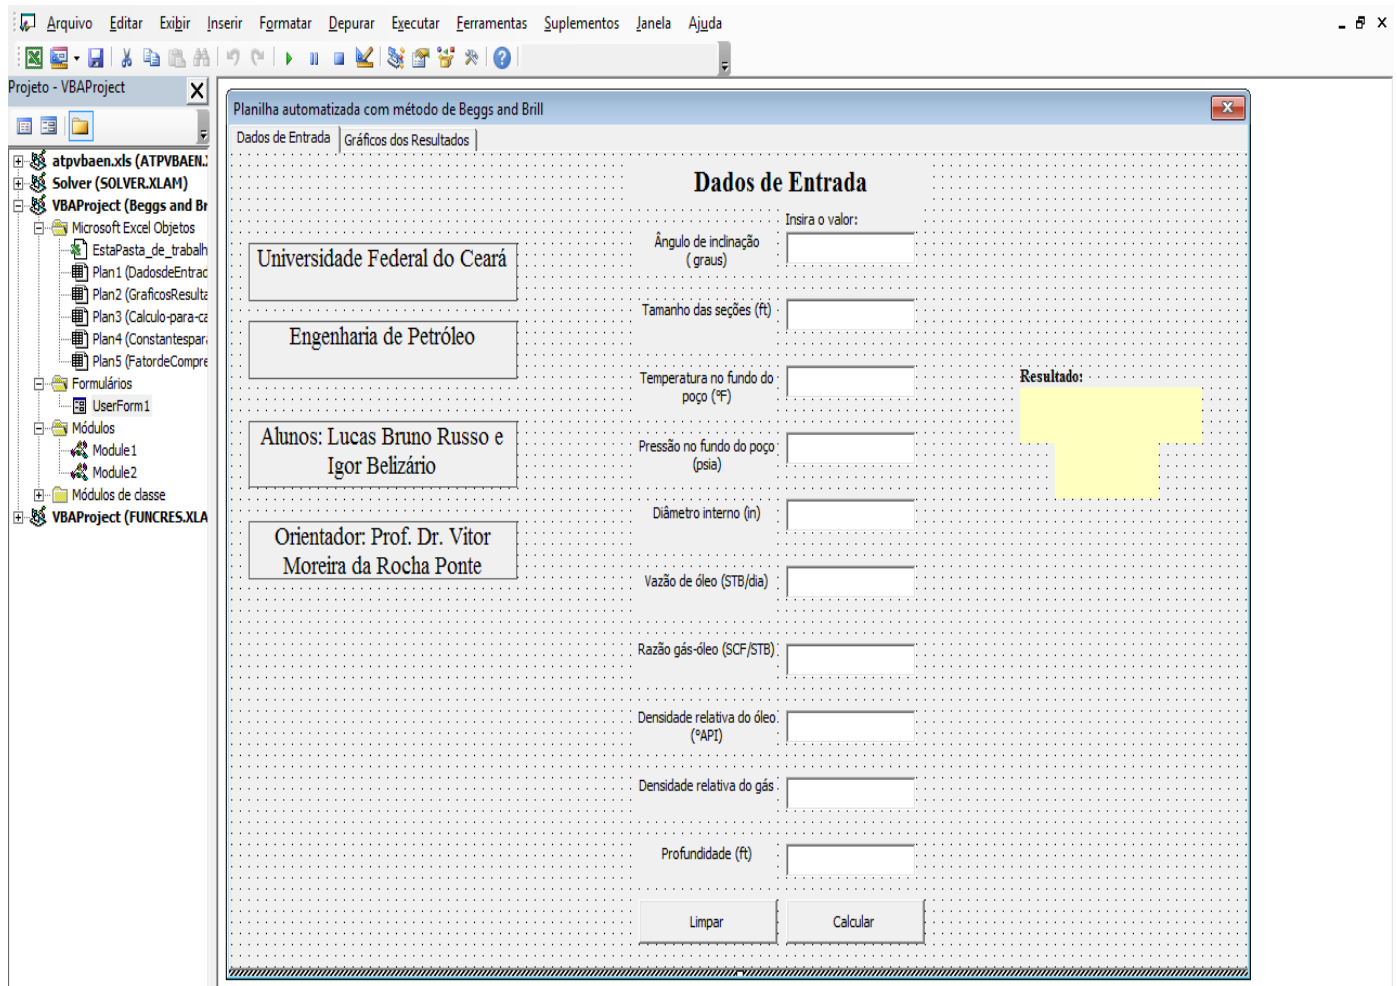 Arquivo Editar Exibir Inserir Formatar Depurar Executar Ferramentas Suplementos Janela Ajuda
Projeto - VBAProject
atpvbaen.xls (ATPVBAEN.
Solver (SOLVER.XLAM)
VBAProject (Beggs and Br
Microsoft Excel Objetos
EstaPasta_de_trabalh
Plan1 (DadosdeEntrad
Plan2 (GraficosResulta
Plan3 (Calculo-para-ca
Plan4 (Constantespar
Plan5 (FatordeCompre
Formulários
UserForm1
Módulos
Module1
Module2
Módulos de classe
VBAProject (FUNCRES.XLA
Planilha automatizada com método de Beggs and Brill
Dados de Entrada
Gráficos dos Resultados
Universidade Federal do Ceará
Engenharia de Petróleo
Alunos: Lucas Bruno Russo e
Igor Belizário
Orientador: Prof. Dr. Vitor
Moreira da Rocha Ponte
Dados de Entrada
Insira o valor:
Ângulo de inclinação
( graus)
Tamanho das seções (ft)
Temperatura no fundo do
poço (ºF)
Pressão no fundo do poço
(psia)
Diâmetro interno (in)
Vazão de óleo (STB/dia)
Razão gás-óleo (SCF/STB)
Densidade relativa do óleo
(ºAPI)
Densidade relativa do gás
Profundidade (ft)
Limpar
Calcular
Resultado: